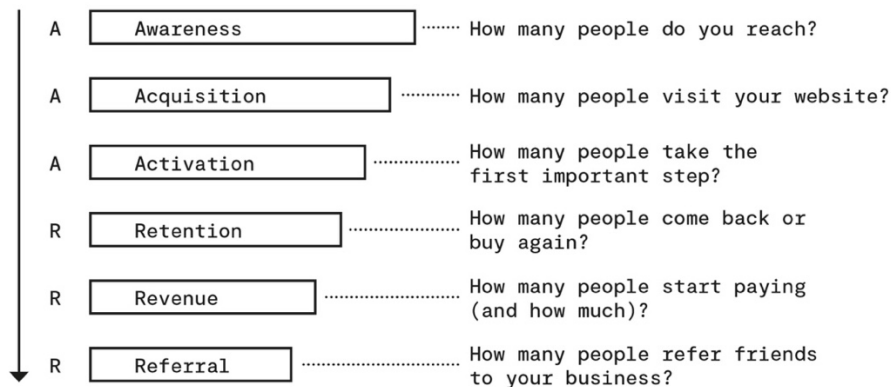 A Awareness How many people do you reach?
A Acquisition How many people visit your website?
A Activation How many people take the
first important step?
R Retention How many people come back or
buy again?
R Revenue How many people start paying
(and how much)?
R Referral How many people refer friends
to your business?